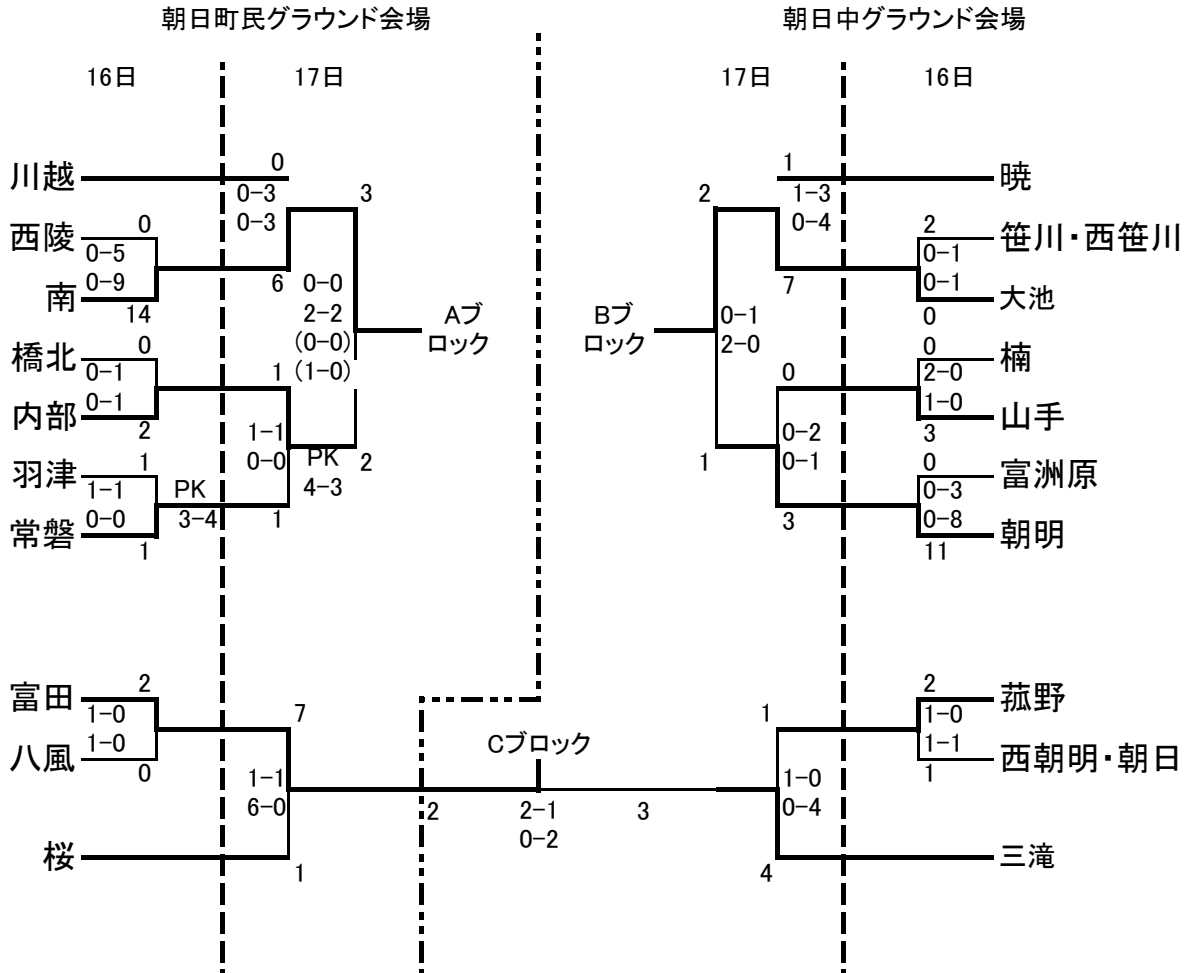 朝日町民グラウンド会場
朝日中グラウンド会場
16日
17日
17日
16日
川越
0
0-3
0-3
3
西陵
0
0-5
0-9
南
14
6
0-0
2-2
(0-0)
(1-0)
Aブ
ロック
橋北
0
0-1
0-1
内部
2
1
1-1
0-0
PK
4-3
2
羽津
1
1-1
0-0
常磐
1
PK
3-4
1
1
1-3
0-4
暁
2
笹川・西笹川
2
0-1
0-1
大池
0
7
Bブ
ロック
0-1
2-0
楠
0
2-0
1-0
山手
3
0
0-2
0-1
1
富洲原
0
0-3
0-8
朝明
11
3
富田
2
1-0
1-0
八風
0
7
1-1
6-0
桜
1
Cブロック
2
2-1
0-2
3
菰野
2
1-0
1-1
西朝明・朝日
1
1
1-0
0-4
三滝
4